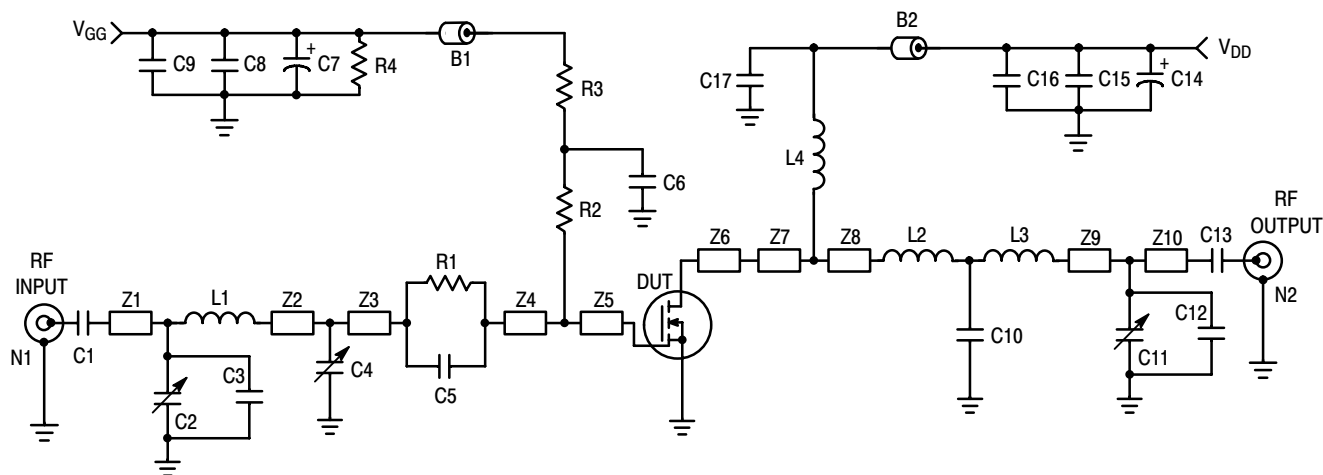 VGG
C9
C8
+
C7
R4
B1
R3
C6
R2
B2
C17
L4
C16
C15
+
C14
VDD
RF
INPUT
N1
C1
Z1
L1
Z2
Z3
C2
C3
C4
R1
C5
Z4
Z5
DUT
Z6
Z7
Z8
L2
L3
Z9
Z10
C13
RF
OUTPUT
N2
C10
C11
C12